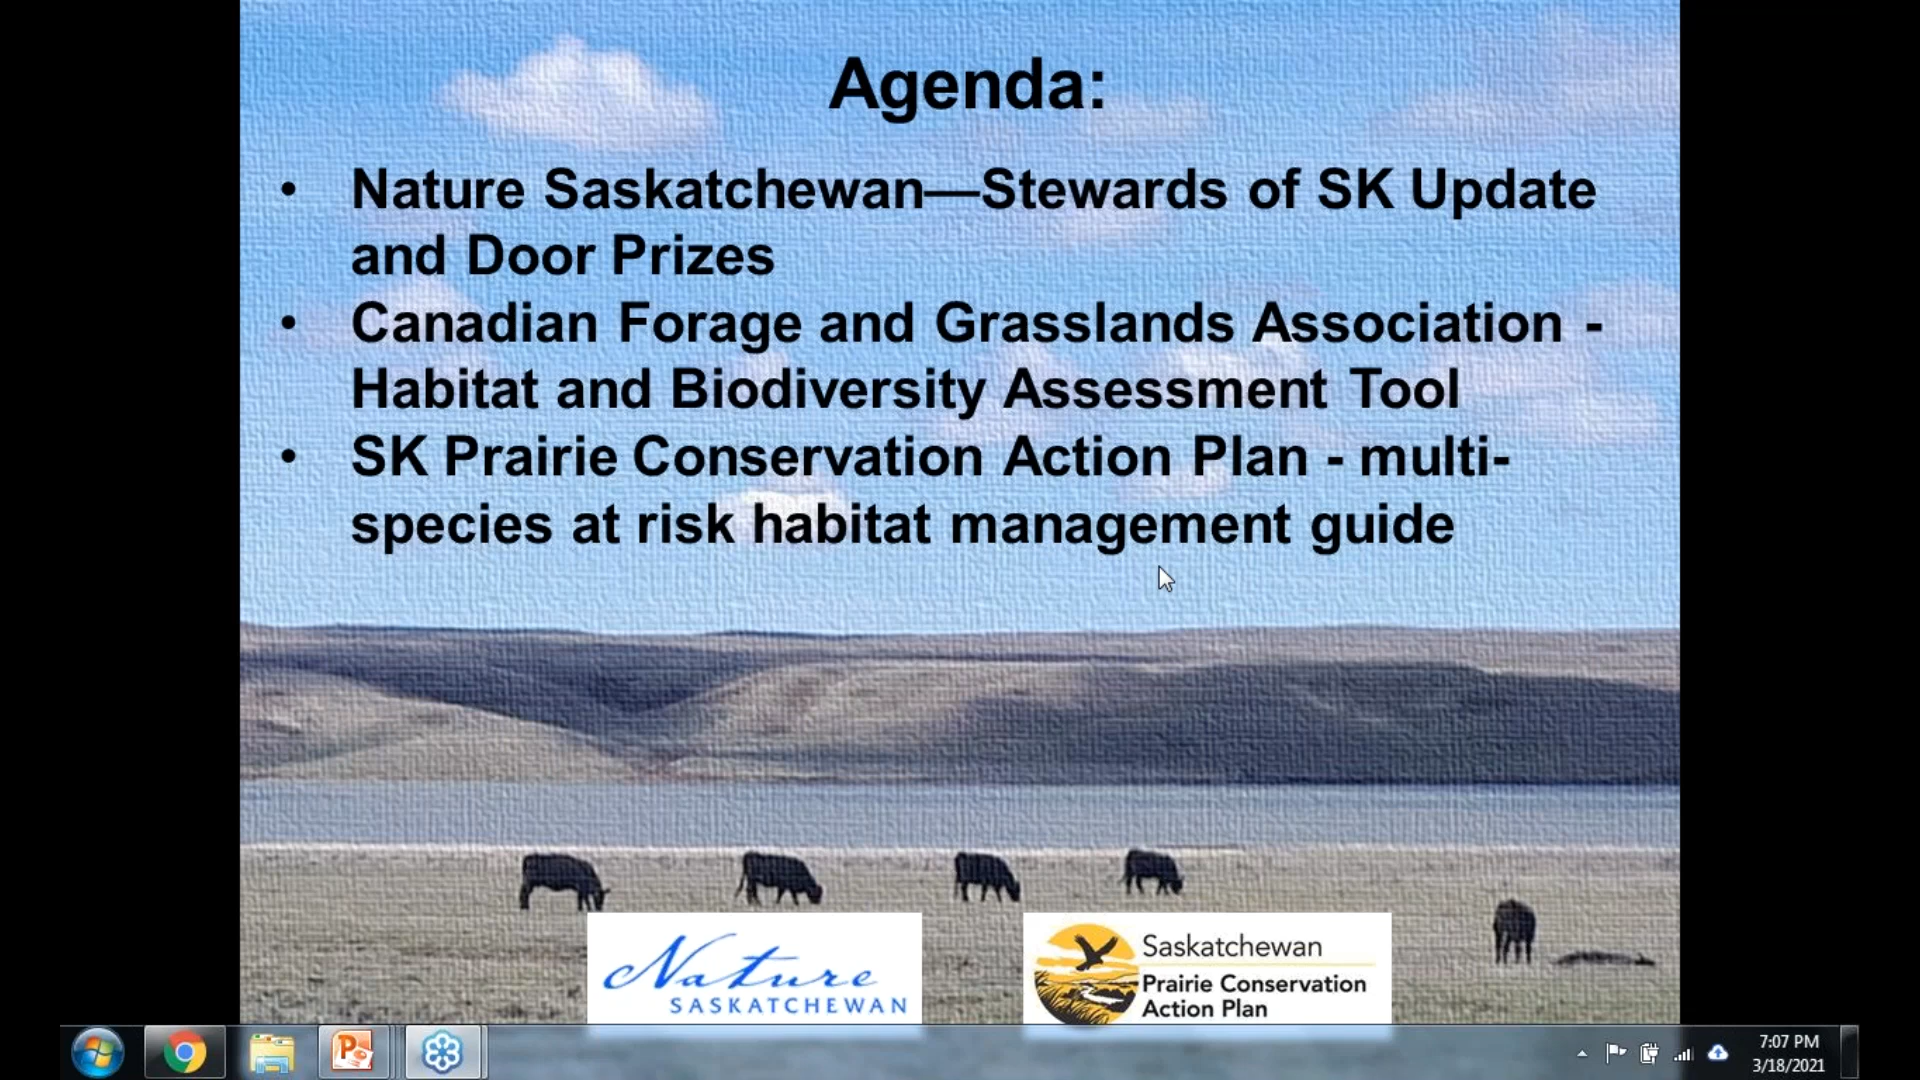 Agenda:
• Nature Saskatchewan—Stewards of SK Update
and Door Prizes
• Canadian Forage and Grasslands Association -
Habitat and Biodiversity Assessment Tool
• SK Prairie Conservation Action Plan - multi-
species at risk habitat management guide
Nature
SASKATCHEWAN
Saskatchewan
Prairie Conservation
Action Plan
7:07 PM
3/18/2021